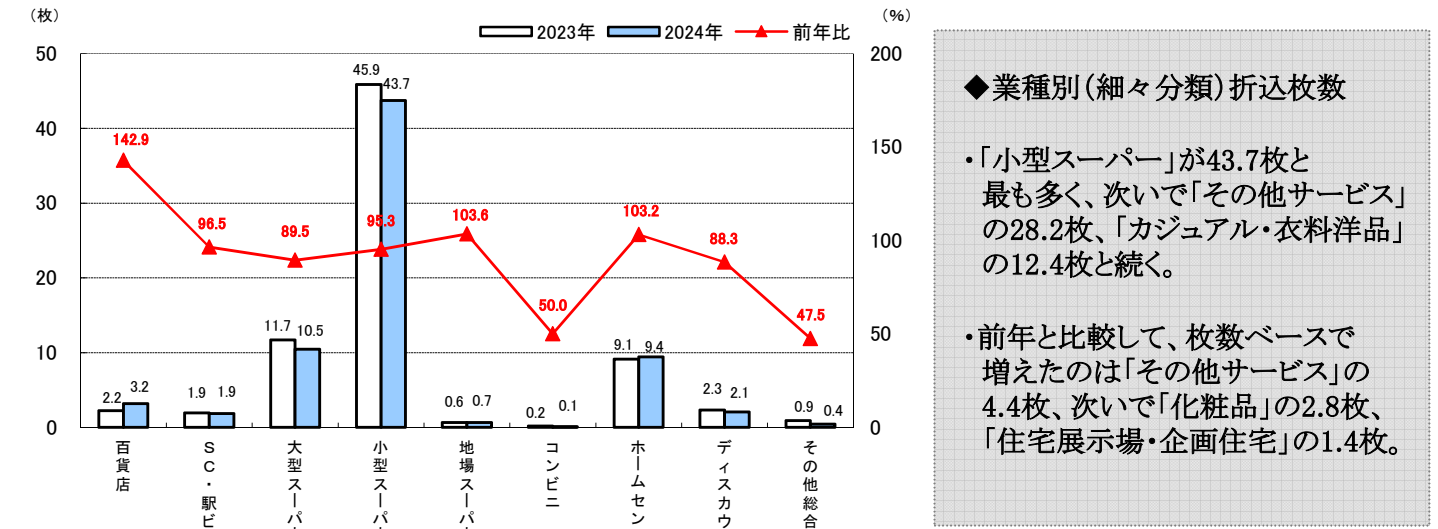 （枚）
（%）
2023年 2024年 前年比
50
40
30
20
10
0
200
150
100
50
0
142.9
96.5
89.5
95.3
103.6
50.0
103.2
88.3
47.5
2.2 3.2
1.9 1.9
11.7 10.5
45.9 43.7
0.6 0.7
0.2 0.1
9.1 9.4
2.3 2.1
0.9 0.4
百貨店
SC・駅ビ
大型スーパ
小型スーパ
地場スーパ
コンビニ
ホームセン
ディスカウ
その他総合
◆業種別（細々分類）折込枚数
・「小型スーパー」が43.7枚と
最も多く、次いで「その他サービス」
の28.2枚、「カジュアル・衣料洋品」
の12.4枚と続く。
・前年と比較して、枚数ベースで
増えたのは「その他サービス」の
4.4枚、次いで「化粧品」の2.8枚、
「住宅展示場・企画住宅」の1.4枚。